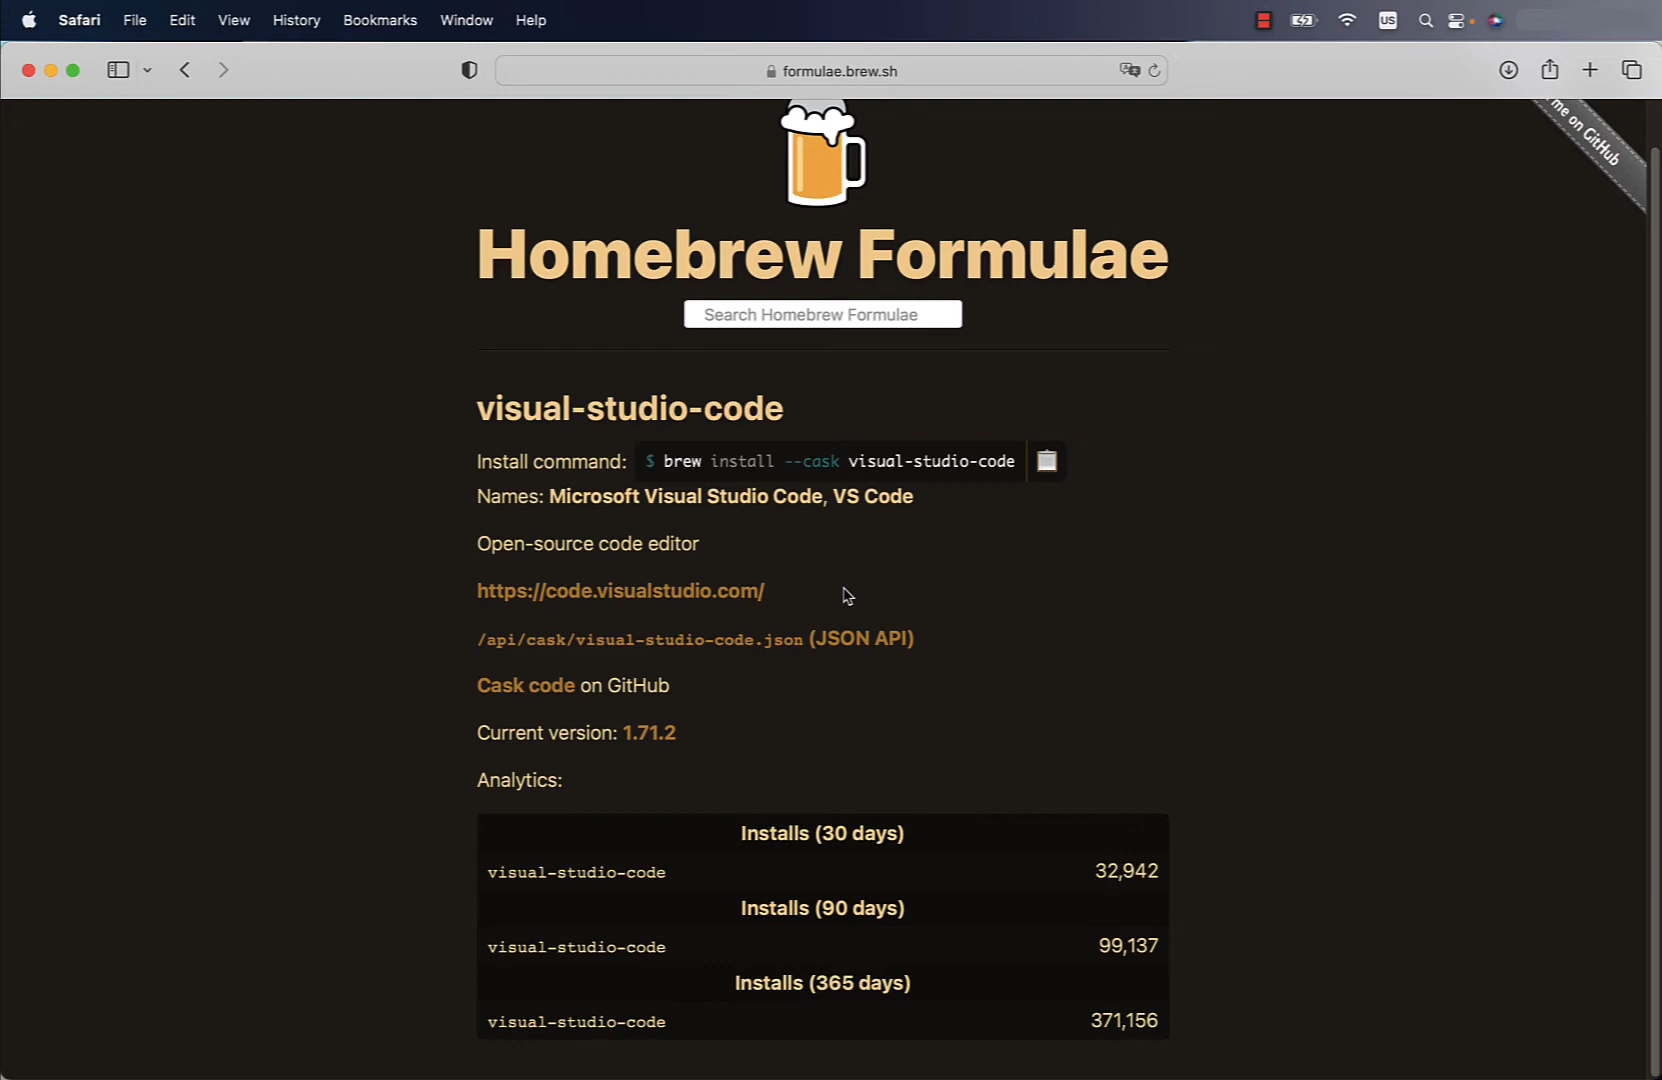 Safari File Edit View History Bookmarks Window Help US
formulae.brew.sh
me on GitHub
Homebrew Formulae
Search Homebrew Formulae
visual-studio-code
Install command: $ brew install --cask visual-studio-code
Names: Microsoft Visual Studio Code, VS Code
Open-source code editor
https://code.visualstudio.com/
/api/cask/visual-studio-code.json (JSON API)
Cask code on GitHub
Current version: 1.71.2
Analytics:
Installs (30 days)
visual-studio-code 32,942
Installs (90 days)
visual-studio-code 99,137
Installs (365 days)
visual-studio-code 371,156